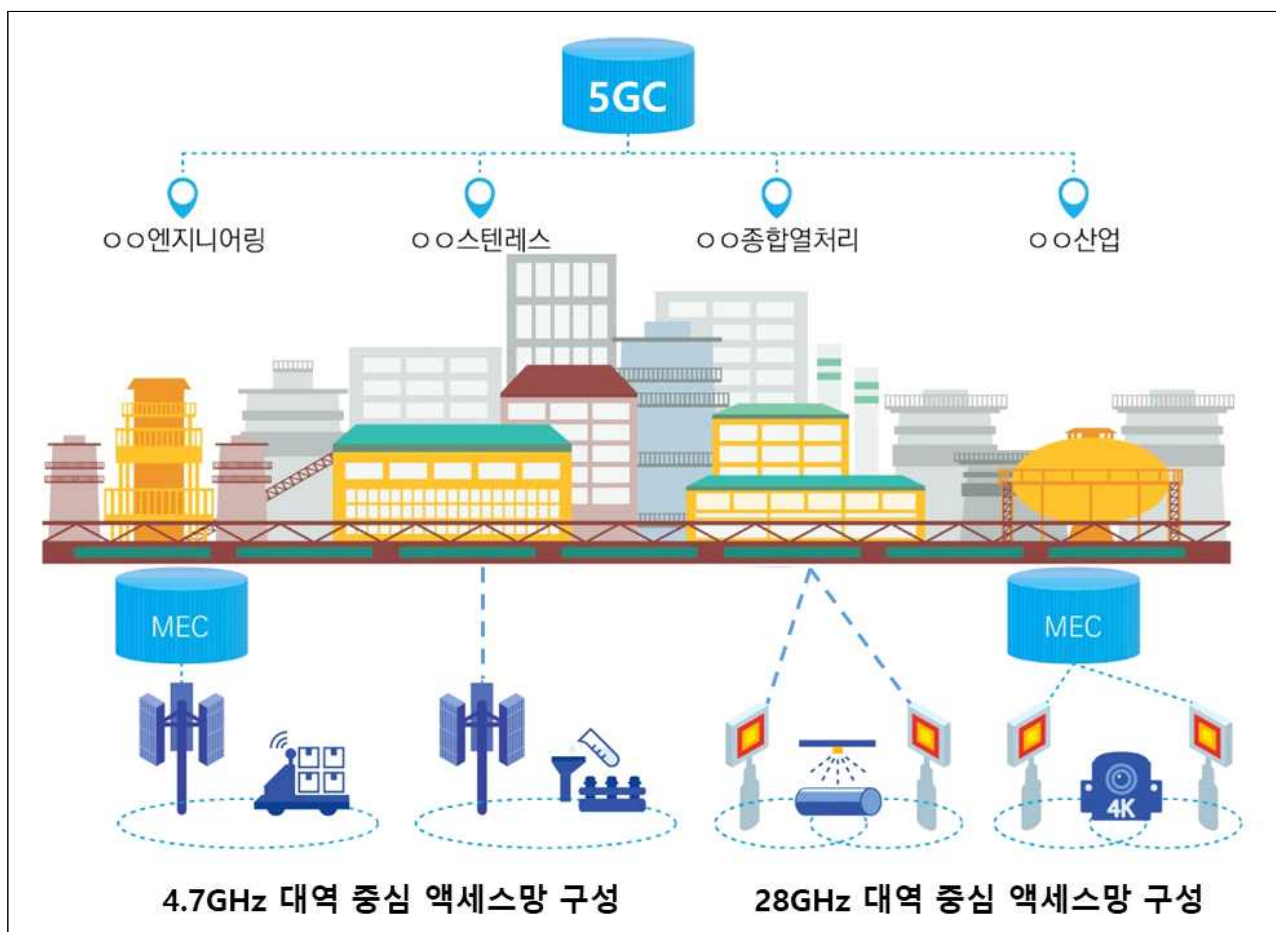 5GC
ㅇㅇ엔지니어링
ㅇㅇ스텐레스
ㅇㅇ종합열처리
ㅇㅇ산업
MEC
MEC
4K
4.7GHz 대역 중심 액세스망 구성
28GHz 대역 중심 액세스망 구성